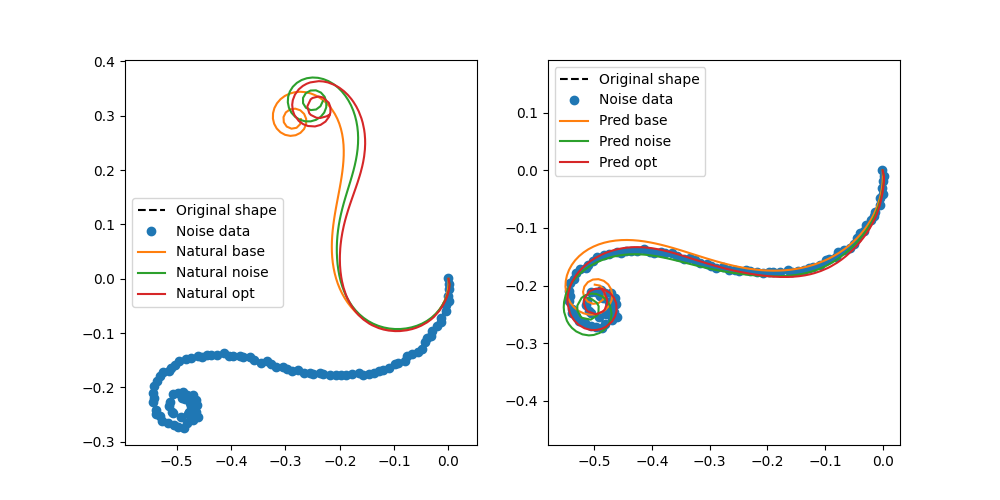 0.4
0.3
0.2
0.1
0.0
−0.1
−0.2
−0.3
−0.5
−0.4
−0.3
−0.2
−0.1
0.0
Original shape
Noise data
Natural base
Natural noise
Natural opt
0.1
0.0
−0.1
−0.2
−0.3
−0.4
−0.5
−0.4
−0.3
−0.2
−0.1
0.0
Original shape
Noise data
Pred base
Pred noise
Pred opt